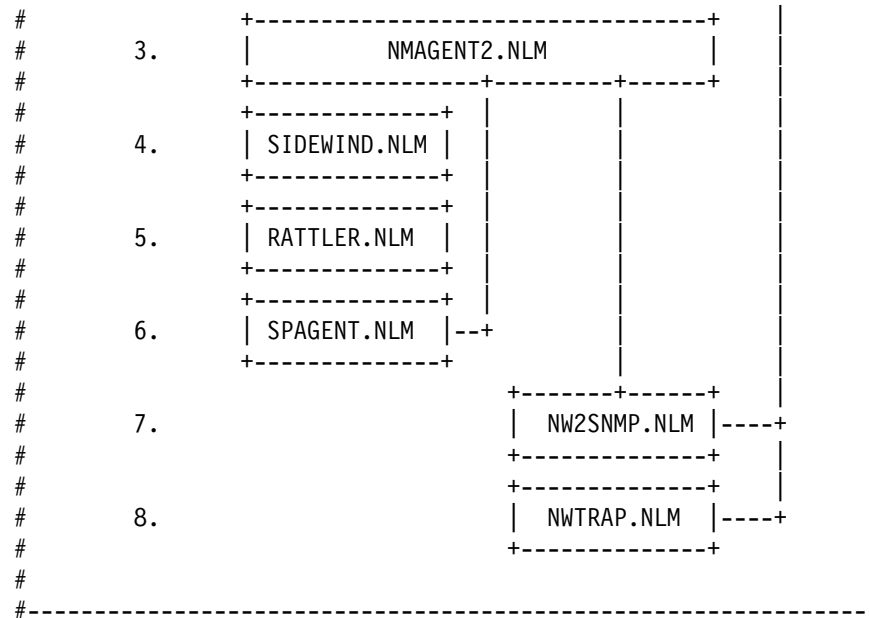 #                +----------------------------------+    |
#        3.      |          NMAGENT2.NLM            |    |
#                +-----------------+---------+------+    |
#                +--------------+  |         |           |
#        4.      | SIDEWIND.NLM |  |         |           |
#                +--------------+  |         |           |
#                +--------------+  |         |           |
#        5.      | RATTLER.NLM  |  |         |           |
#                +--------------+  |         |           |
#                +--------------+  |         |           |
#        6.      | SPAGENT.NLM  |--+         |           |
#                +--------------+            |           |
#                                    +-------+------+    |
#        7.                          |  NW2SNMP.NLM |----+
#                                    +--------------+    |
#                                    +--------------+    |
#        8.                          |  NWTRAP.NLM  |----+
#                                    +--------------+
#
#---------------------------------------------------------------